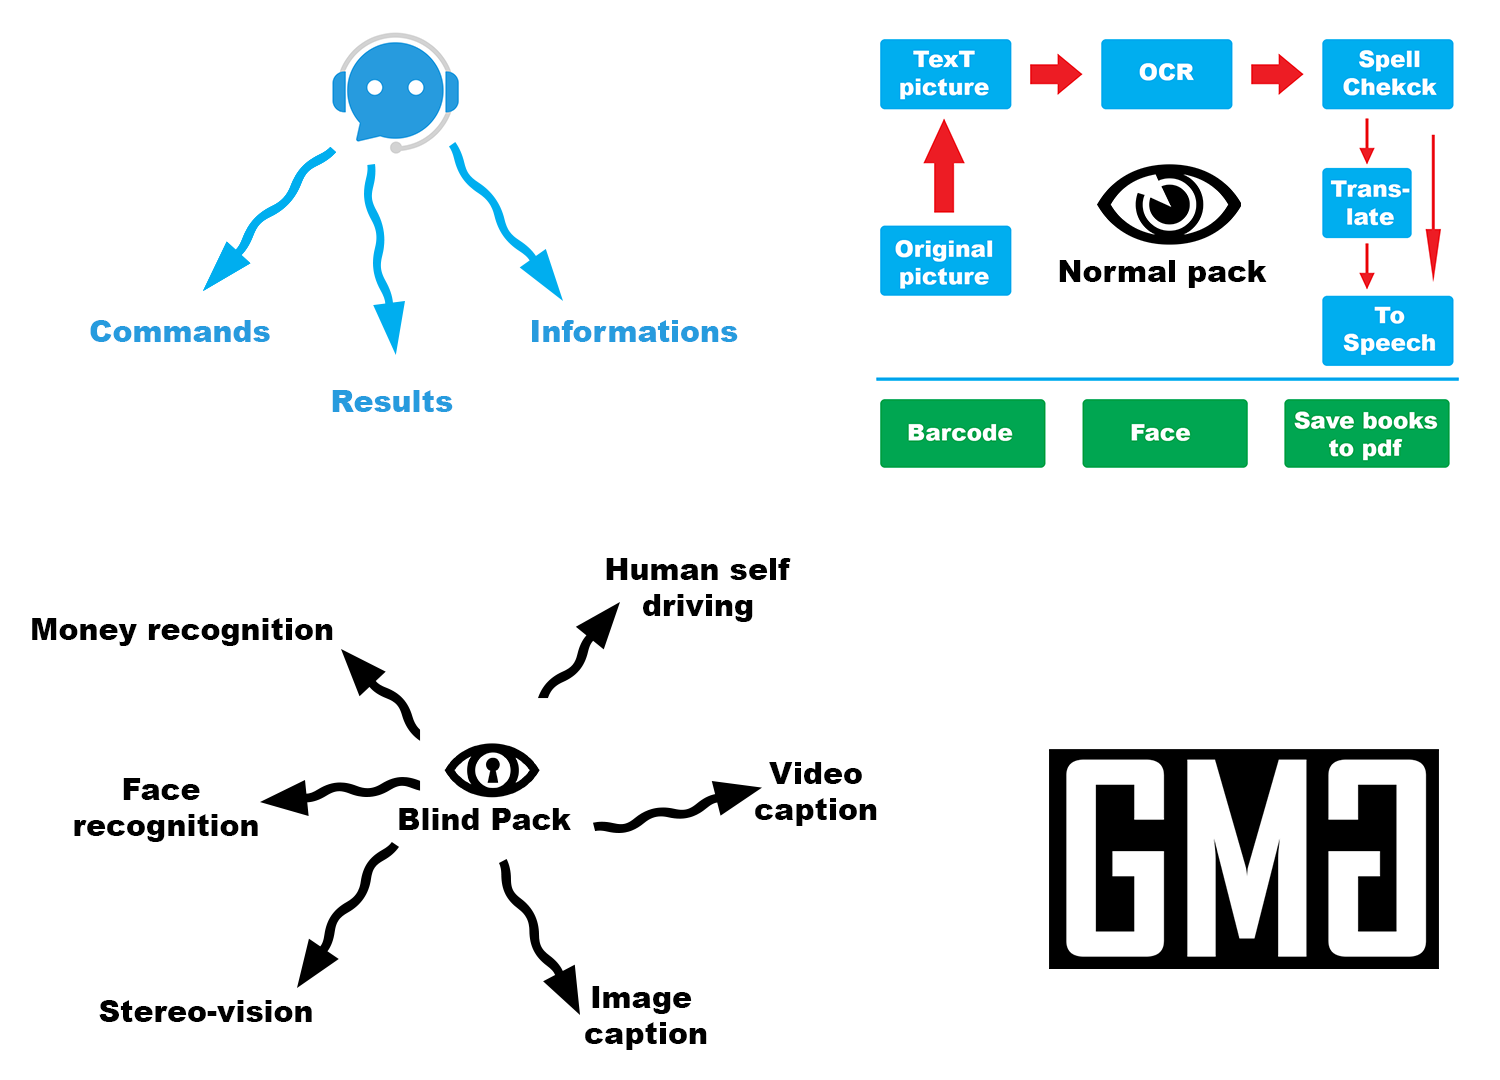 Commands
Results
Informations
TexT
picture
OCR
Spell
Chekck
Original
picture
Normal pack
Trans-
late
To
Speech
Barcode
Face
Save books
to pdf
Human self
driving
Money recognition
Face
recognition
Blind Pack
Video
caption
Stereo-vision
Image
caption
GMG